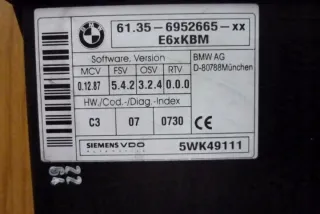 61.35 - 6952665 - xx
E6xKBM
Software, Version
BMW AG
D-80788München
MCV FSV OSV RTV
0.12.87 5.4.2 3.2.4 0.0.0
HW./Cod.-/Diag.-Index
C3 07 0730 CE
SIEMENS VDO
5WK49111